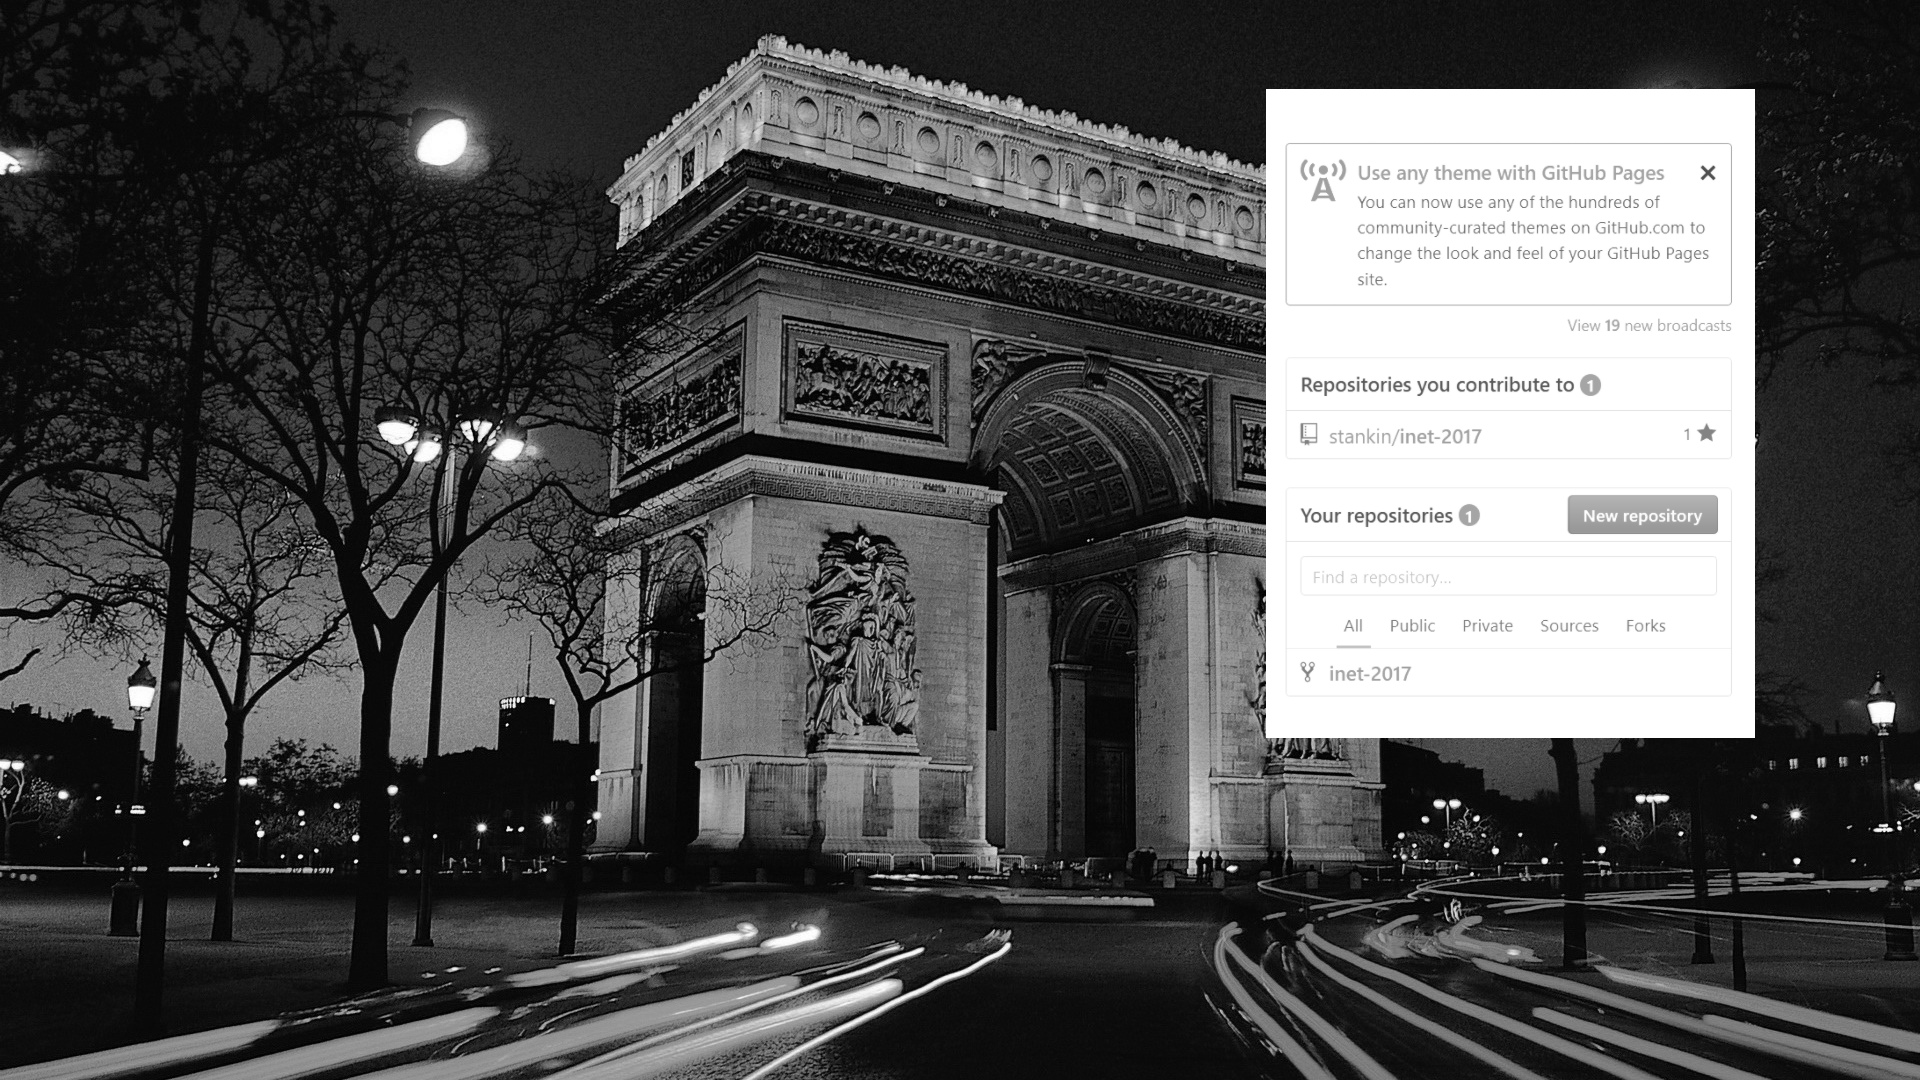 Use any theme with GitHub Pages
You can now use any of the hundreds of
community-curated themes on GitHub.com to
change the look and feel of your GitHub Pages
site.
View 19 new broadcasts
Repositories you contribute to 1
stankin/inet-2017 1
Your repositories 1 New repository
Find a repository...
All Public Private Sources Forks
inet-2017